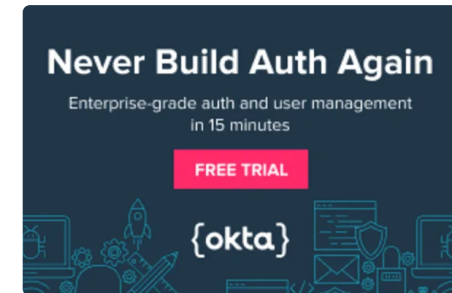 Never Build Auth Again
Enterprise-grade auth and user management
in 15 minutes
FREE TRIAL
{okta}